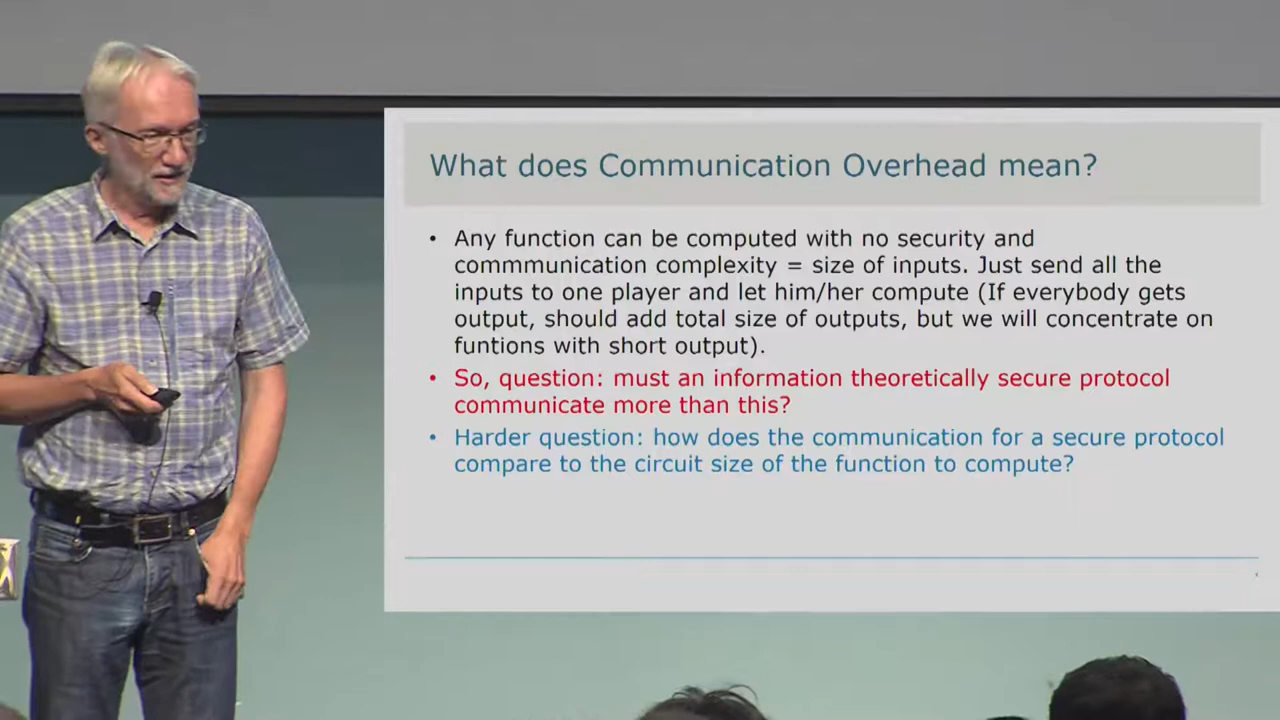 What does Communication Overhead mean?
• Any function can be computed with no security and
commmunication complexity = size of inputs. Just send all the
inputs to one player and let him/her compute (If everybody gets
output, should add total size of outputs, but we will concentrate on
funtions with short output).
• So, question: must an information theoretically secure protocol
communicate more than this?
• Harder question: how does the communication for a secure protocol
compare to the circuit size of the function to compute?